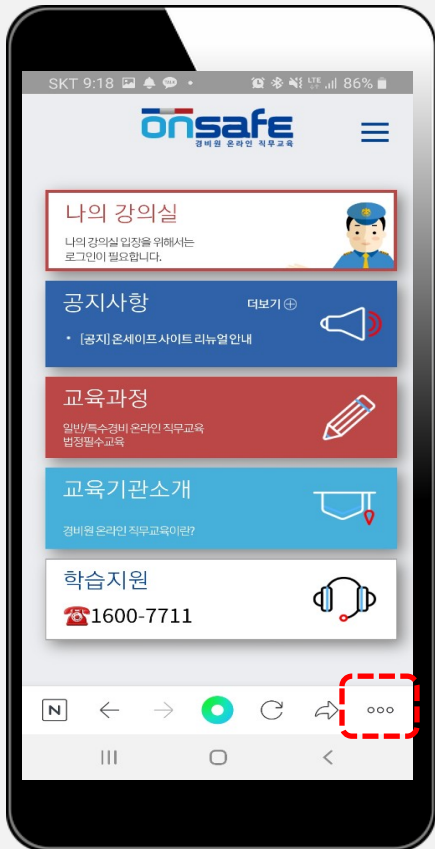 SKT 9:18 86%
onsafe
경비원 온라인 직무교육
나의 강의실
나의 강의실 입장을 위해서는
로그인이 필요합니다.
공지사항 더보기
• [공지] 온세이프 사이트 리뉴얼 안내
교육과정
일반/특수경비 온라인 직무교육
법정필수교육
교육기관소개
경비원 온라인 직무교육이란?
학습지원
☎1600-7711
N